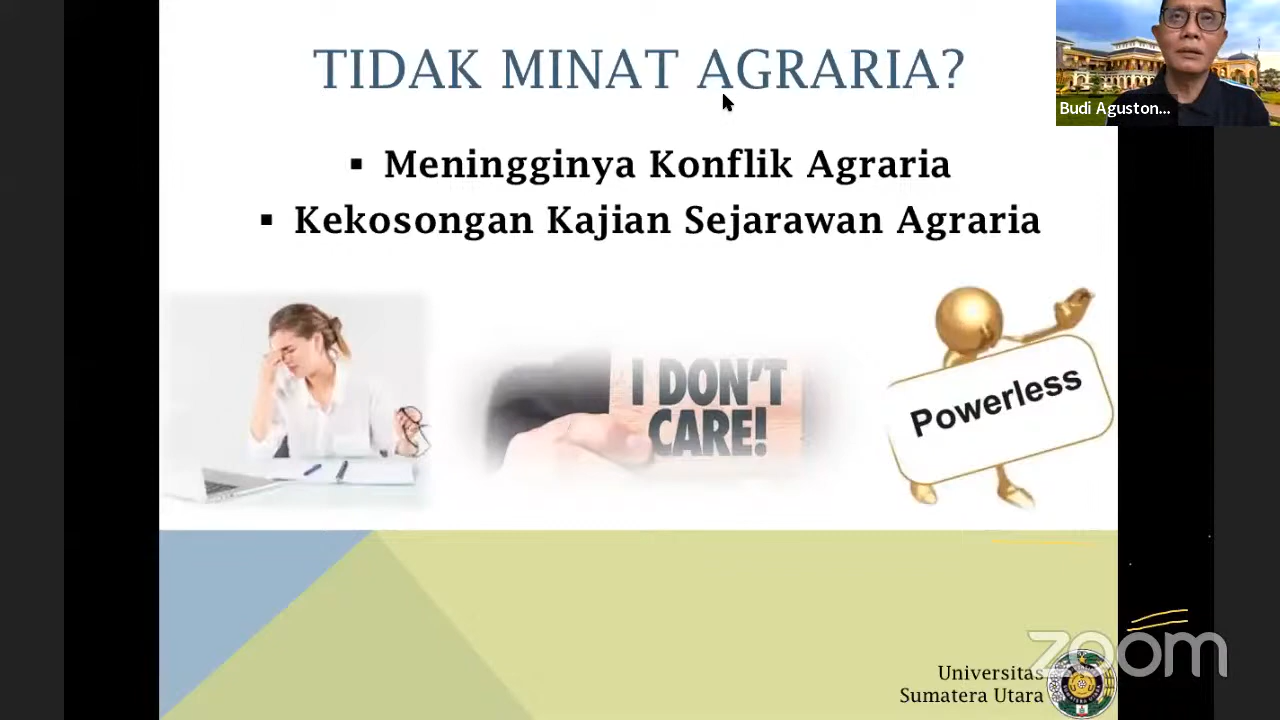 TIDAK MINAT AGRARIA?
Budi Aguston...
▪ Meningginya Konflik Agraria
▪ Kekosongan Kajian Sejarawan Agraria
I DON'T
CARE!
Powerless
zoom
Universitas
Sumatera Utara